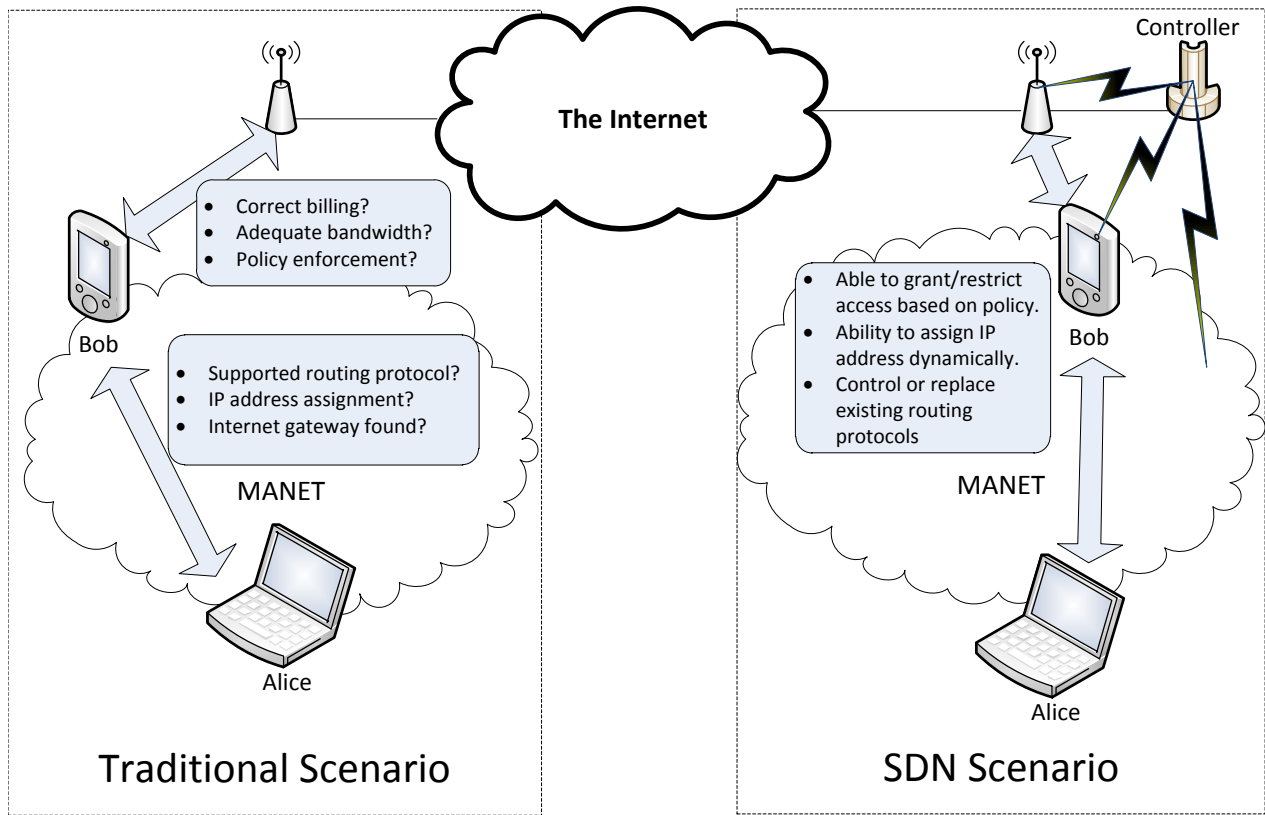 The Internet
Controller
• Correct billing?
• Adequate bandwidth?
• Policy enforcement?
Bob
• Supported routing protocol?
• IP address assignment?
• Internet gateway found?
MANET
Alice
Traditional Scenario
• Able to grant/restrict
access based on policy.
• Ability to assign IP
address dynamically.
• Control or replace
existing routing
protocols
Bob
MANET
Alice
SDN Scenario